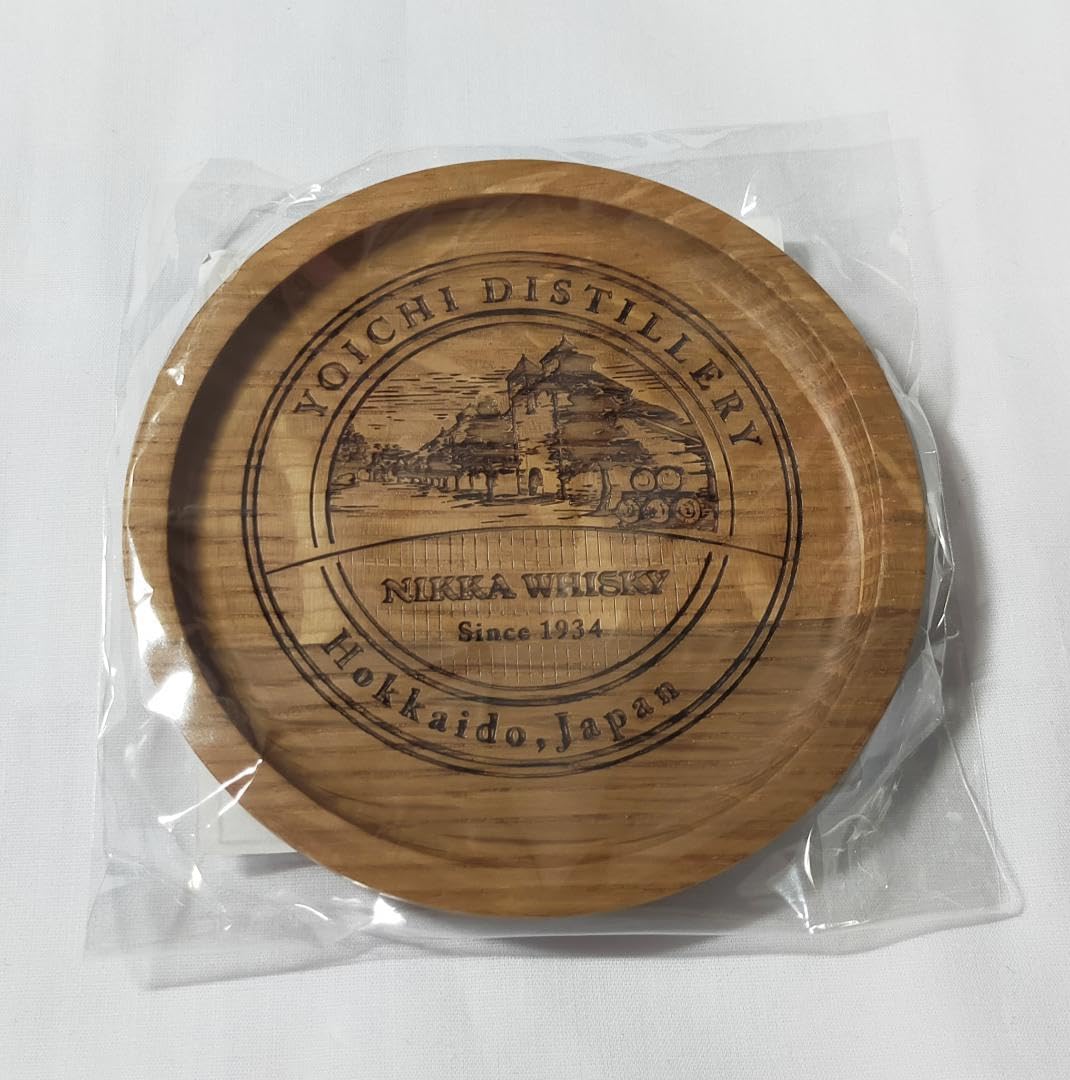 YOICHI DISTILLERY
NIKKA WHISKY
Since 1934
Hokkaido, Japan